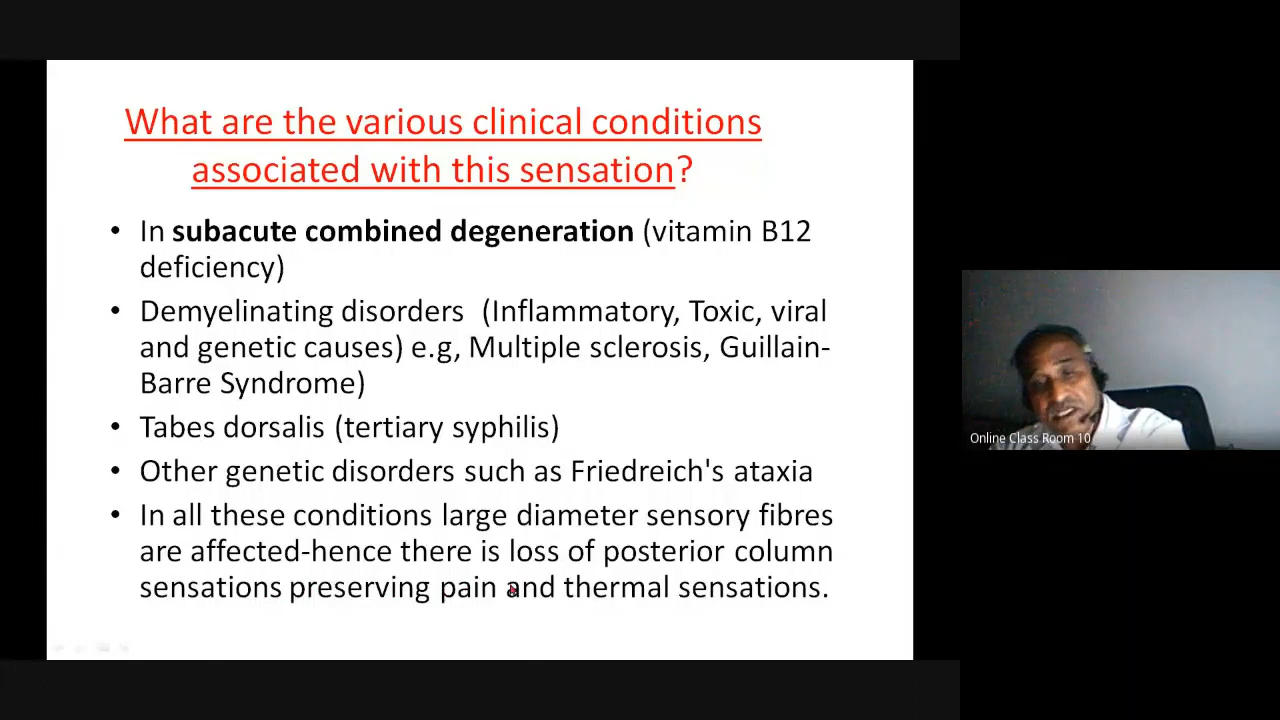 What are the various clinical conditions
associated with this sensation?
• In subacute combined degeneration (vitamin B12
deficiency)
• Demyelinating disorders (Inflammatory, Toxic, viral
and genetic causes) e.g, Multiple sclerosis, Guillain-
Barre Syndrome)
• Tabes dorsalis (tertiary syphilis)
• Other genetic disorders such as Friedreich's ataxia
• In all these conditions large diameter sensory fibres
are affected-hence there is loss of posterior column
sensations preserving pain and thermal sensations.
Online Class Room 10